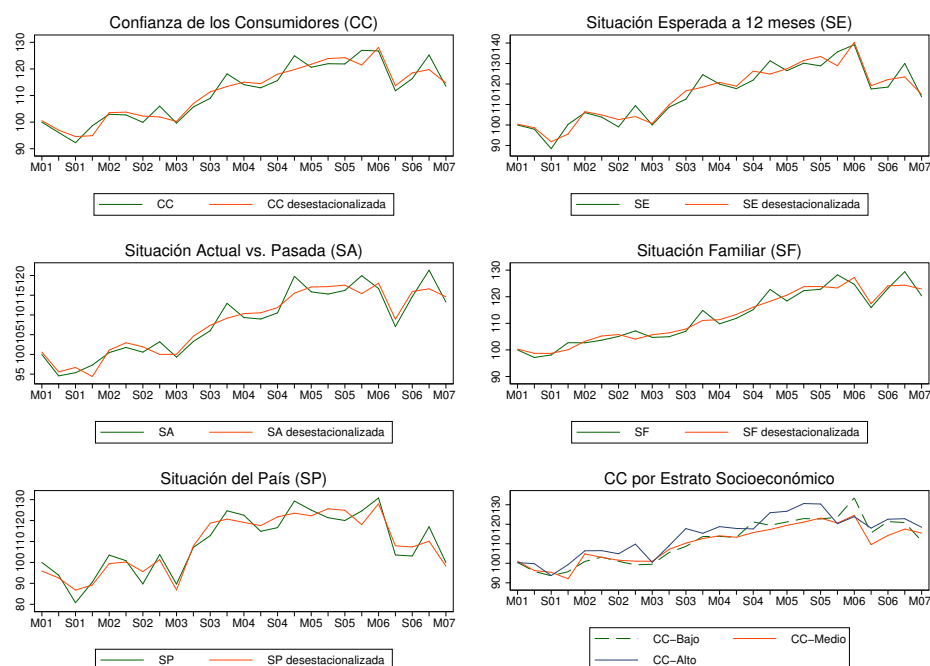 Confianza de los Consumidores (CC)
90 100 110 120 130
M01 S01 M02 S02 M03 S03 M04 S04 M05 S05 M06 S06 M07
CC CC desestacionalizada
Situación Esperada a 12 meses (SE)
90 100 110 120 130 140
M01 S01 M02 S02 M03 S03 M04 S04 M05 S05 M06 S06 M07
SE SE desestacionalizada
Situación Actual vs. Pasada (SA)
95 100 105 110 115 120
M01 S01 M02 S02 M03 S03 M04 S04 M05 S05 M06 S06 M07
SA SA desestacionalizada
Situación Familiar (SF)
90 100 110 120 130
M01 S01 M02 S02 M03 S03 M04 S04 M05 S05 M06 S06 M07
SF SF desestacionalizada
Situación del País (SP)
80 90 100 110 120 130
M01 S01 M02 S02 M03 S03 M04 S04 M05 S05 M06 S06 M07
SP SP desestacionalizada
CC por Estrato Socioeconómico
90 100 110 120 130
M01 S01 M02 S02 M03 S03 M04 S04 M05 S05 M06 S06 M07
CC−Bajo CC−Medio
CC−Alto